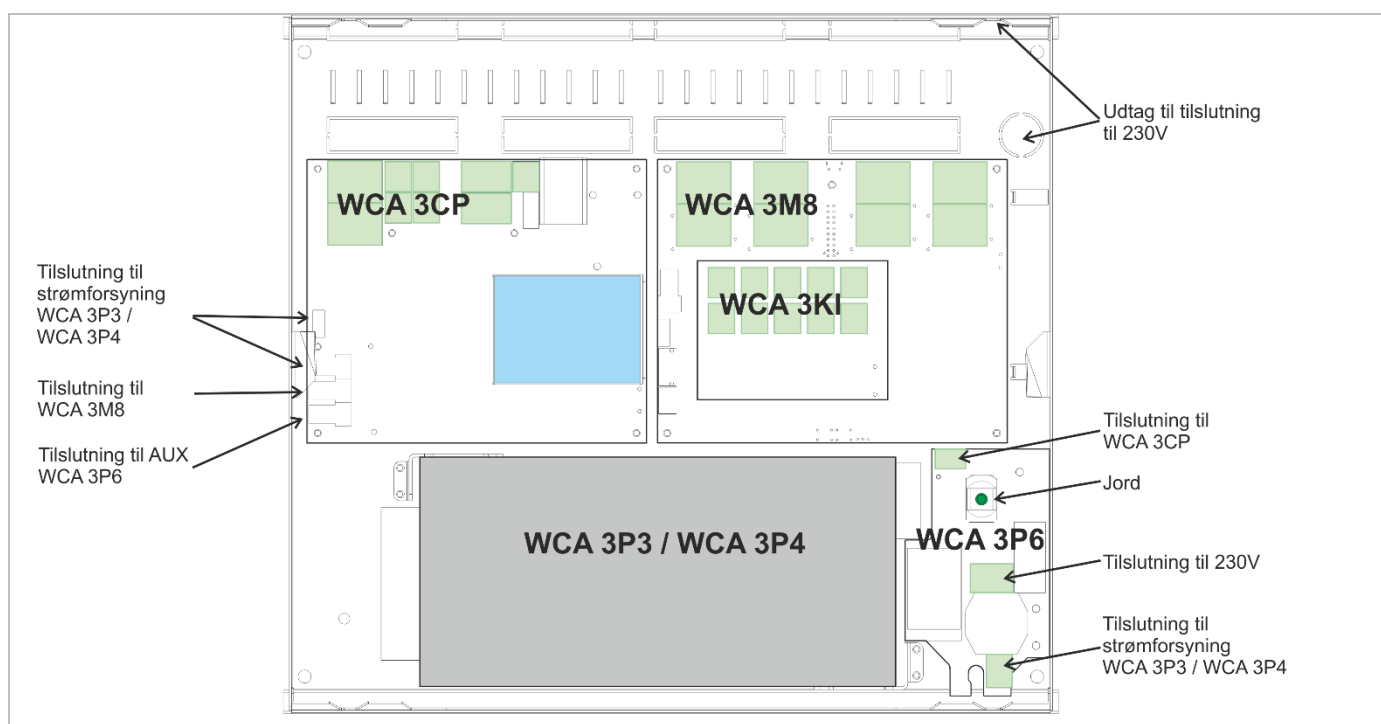 Udtag til tilslutning
til 230V
WCA 3CP
WCA 3M8
Tilslutning til
strømforsyning
WCA 3P3 /
WCA 3P4
WCA 3KI
Tilslutning til
WCA 3M8
Tilslutning til AUX
WCA 3P6
Tilslutning til
WCA 3CP
Jord
WCA 3P3 / WCA 3P4
WCA 3P6
Tilslutning til 230V
Tilslutning til
strømforsyning
WCA 3P3 / WCA 3P4